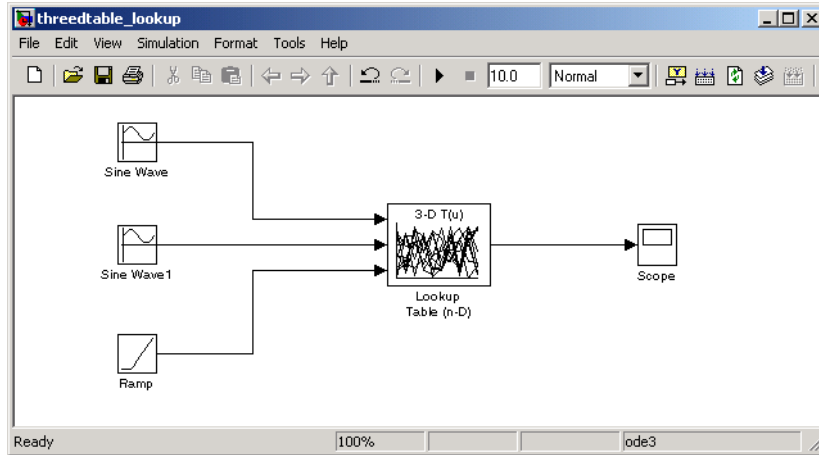 threedtable_lookup
File Edit View Simulation Format Tools Help
10.0 Normal
Sine Wave
3-D T(u)
Sine Wave1
Scope
Lookup
Table (n-D)
Ramp
Ready 100% ode3